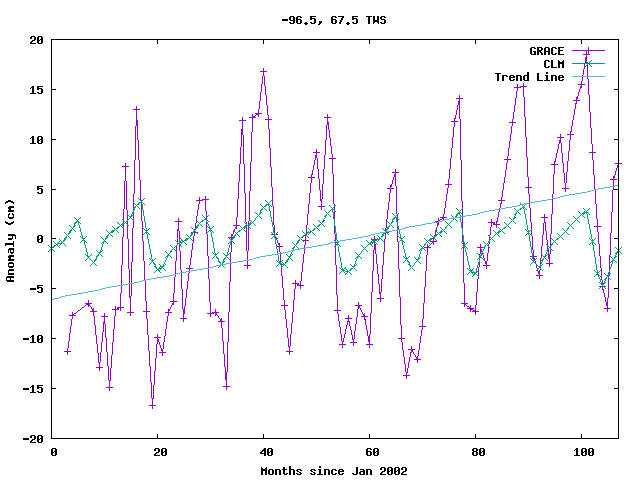 -96.5, 67.5 TWS
GRACE
CLM
Trend Line
Anomaly (cm)
20
15
10
5
0
-5
-10
-15
-20
0 20 40 60 80 100
Months since Jan 2002